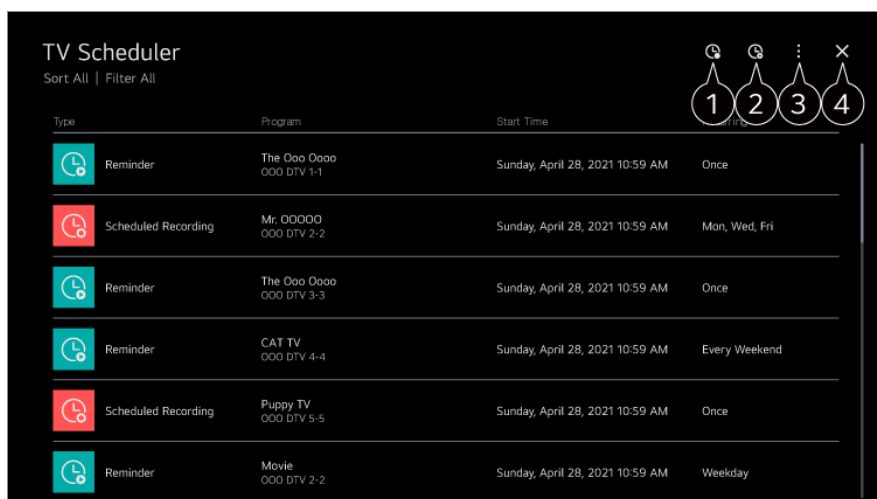 TV Scheduler
Sort All | Filter All
1 2 3 4
Type Program Start Time
Reminder The Ooo Oooo Sunday, April 28, 2021 10:59 AM Once
OOO DTV 1-1
Scheduled Recording Mr. OOOOO Sunday, April 28, 2021 10:59 AM Mon, Wed, Fri
OOO DTV 2-2
Reminder The Ooo Oooo Sunday, April 28, 2021 10:59 AM Once
OOO DTV 3-3
Reminder CAT TV Sunday, April 28, 2021 10:59 AM Every Weekend
OOO DTV 4-4
Scheduled Recording Puppy TV Sunday, April 28, 2021 10:59 AM Once
OOO DTV 5-5
Reminder Movie Sunday, April 28, 2021 10:59 AM Weekday
OOO DTV 2-2